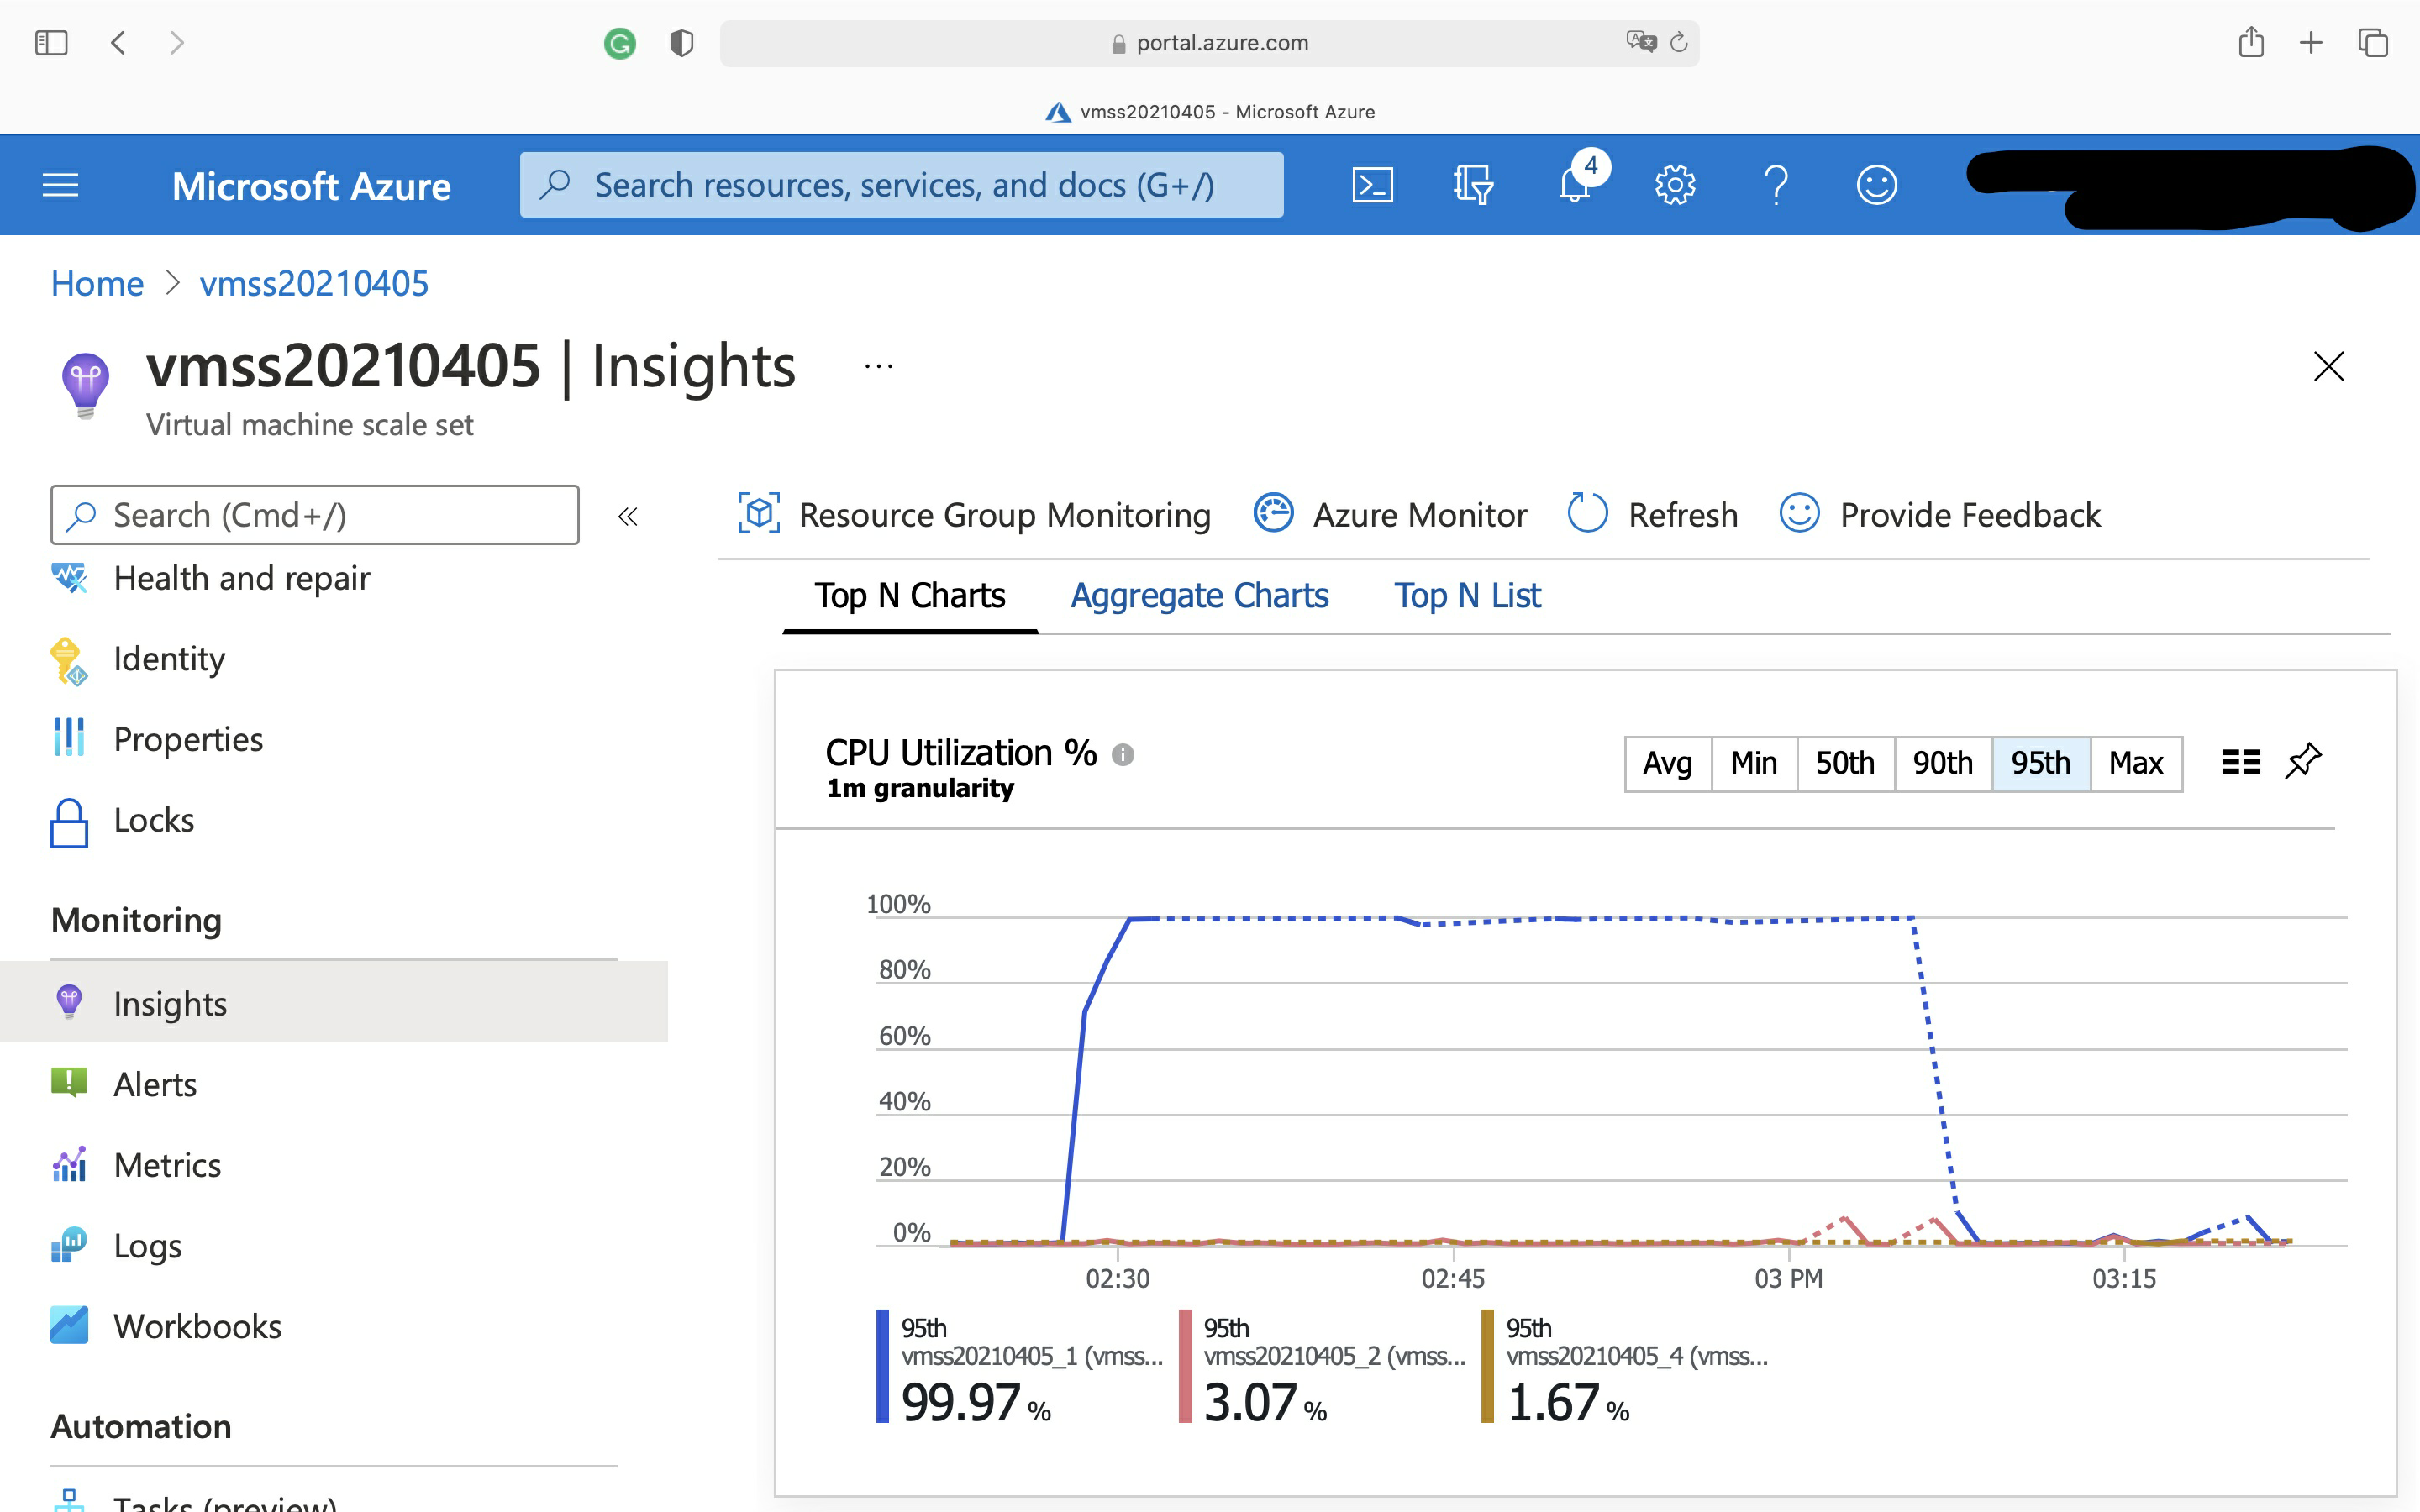 portal.azure.com
vmss20210405 - Microsoft Azure
Microsoft Azure
Search resources, services, and docs (G+/)
4
Home > vmss20210405
vmss20210405 | Insights ...
Virtual machine scale set
Search (Cmd+/)
«
Health and repair
Identity
Properties
Locks
Monitoring
Insights
Alerts
Metrics
Logs
Workbooks
Automation
Tasks (preview)
Resource Group Monitoring
Azure Monitor
Refresh
Provide Feedback
Top N Charts
Aggregate Charts
Top N List
CPU Utilization %
1m granularity
Avg Min 50th 90th 95th Max
100%
80%
60%
40%
20%
0%
02:30 02:45 03 PM 03:15
95th
vmss20210405_1 (vmss...
99.97 %
95th
vmss20210405_2 (vmss...
3.07 %
95th
vmss20210405_4 (vmss...
1.67 %